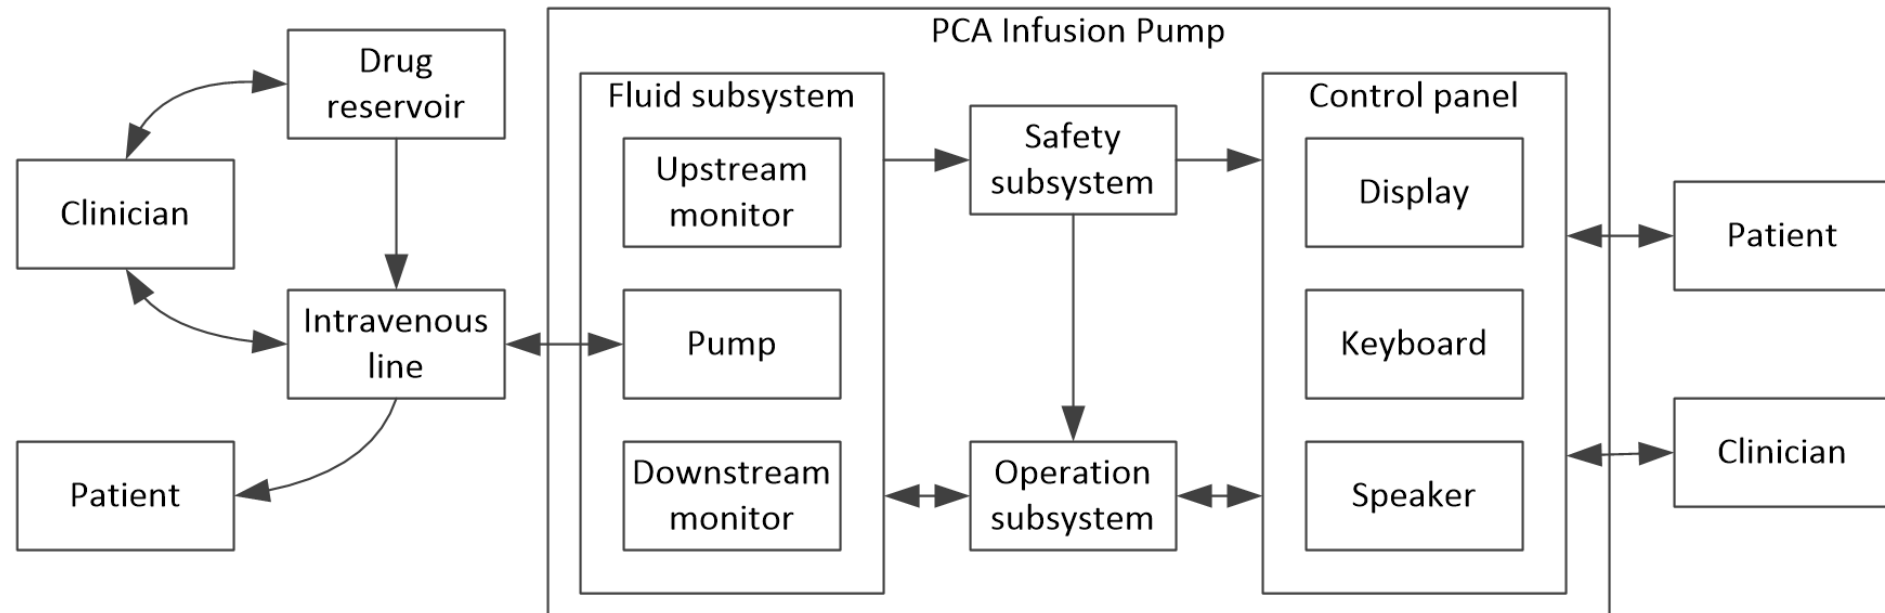 PCA Infusion Pump
Drug
reservoir
Clinician
Intravenous
line
Patient
Fluid subsystem
Upstream
monitor
Pump
Downstream
monitor
Safety
subsystem
Operation
subsystem
Control panel
Display
Keyboard
Speaker
Patient
Clinician